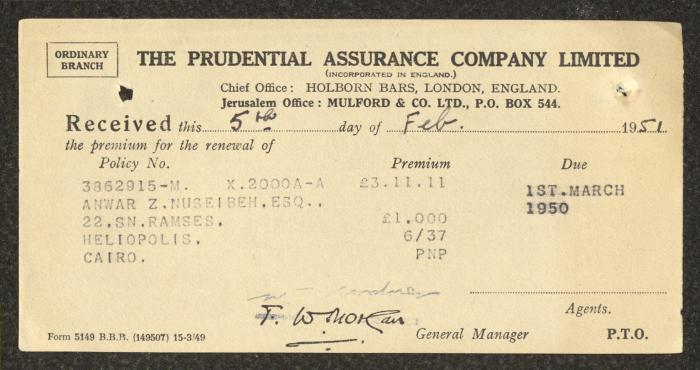 ORDINARY
BRANCH
THE PRUDENTIAL ASSURANCE COMPANY LIMITED
(INCORPORATED IN ENGLAND.)
Chief Office: HOLBORN BARS, LONDON, ENGLAND.
Jerusalem Office: MULFORD & CO. LTD., P.O. BOX 544.
Received this 5th day of Feb. 1951
the premium for the renewal of
Policy No. Premium Due
3862915-M. X.2000A-A £3.11.11 1ST.MARCH
ANWAR Z.NUSEIBEH,ESQ., 1950
22,SN.RAMSES. £1,000
HELIOPOLIS. 6/37
CAIRO. PNP
F. W. Morgan
Agents.
General Manager P.T.O.
Form 5149 B.B.B. (149507) 15-3/49